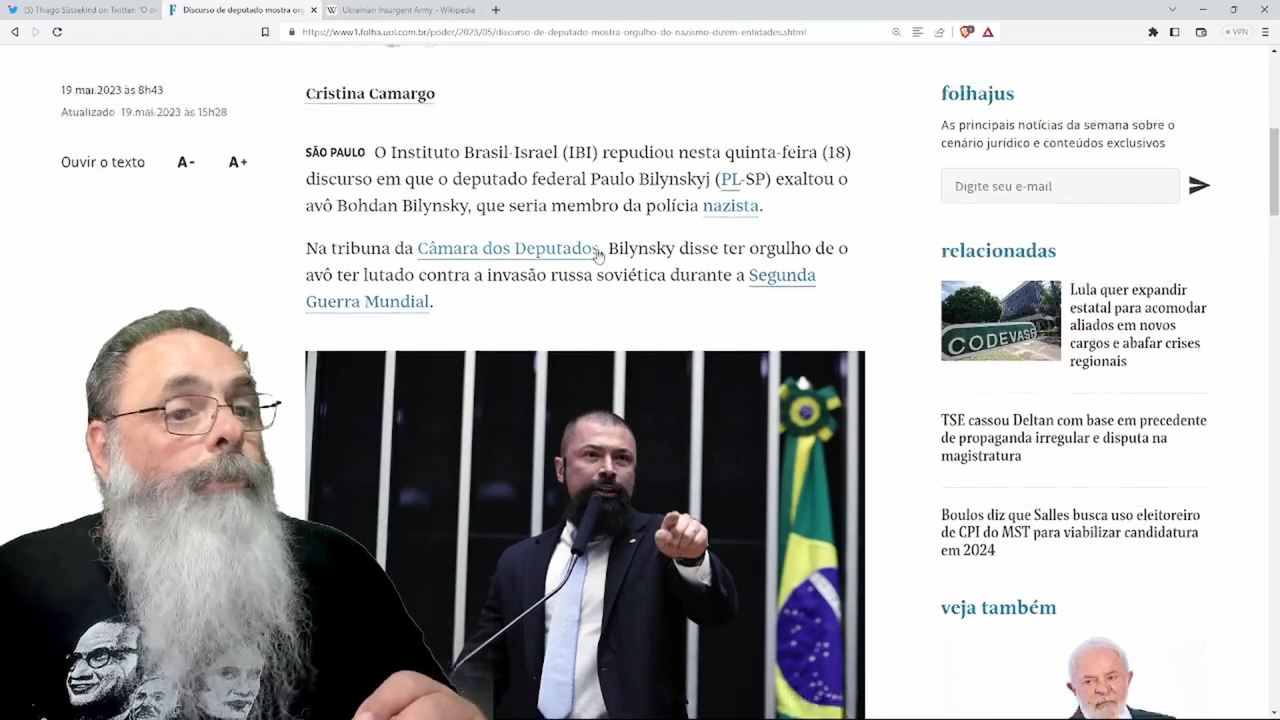 (5) Thiago Süssekind on Twitter: "O de
Discurso de deputado mostra org
Ukrainian Insurgent Army - Wikipedia
https://www1.folha.uol.com.br/poder/2023/05/discurso-de-deputado-mostra-orgulho-do-nazismo-dizem-entidades.shtml
VPN
19 mai.2023 às 8h43
Atualizado 19 mai.2023 às 15h28
Ouvir o texto A- A+
Cristina Camargo
SÃO PAULO O Instituto Brasil-Israel (IBI) repudiou nesta quinta-feira (18)
discurso em que o deputado federal Paulo Bilynskyj (PL-SP) exaltou o
avô Bohdan Bilynsky, que seria membro da polícia nazista.
Na tribuna da Câmara dos Deputados, Bilynsky disse ter orgulho de o
avô ter lutado contra a invasão russa soviética durante a Segunda
Guerra Mundial.
folhajus
As principais notícias da semana sobre o
cenário jurídico e conteúdos exclusivos
Digite seu e-mail
relacionadas
CODEVASF
Lula quer expandir
estatal para acomodar
aliados em novos
cargos e abafar crises
regionais
TSE cassou Deltan com base em precedente
de propaganda irregular e disputa na
magistratura
Boulos diz que Salles busca uso eleitoreiro
de CPI do MST para viabilizar candidatura
em 2024
veja também